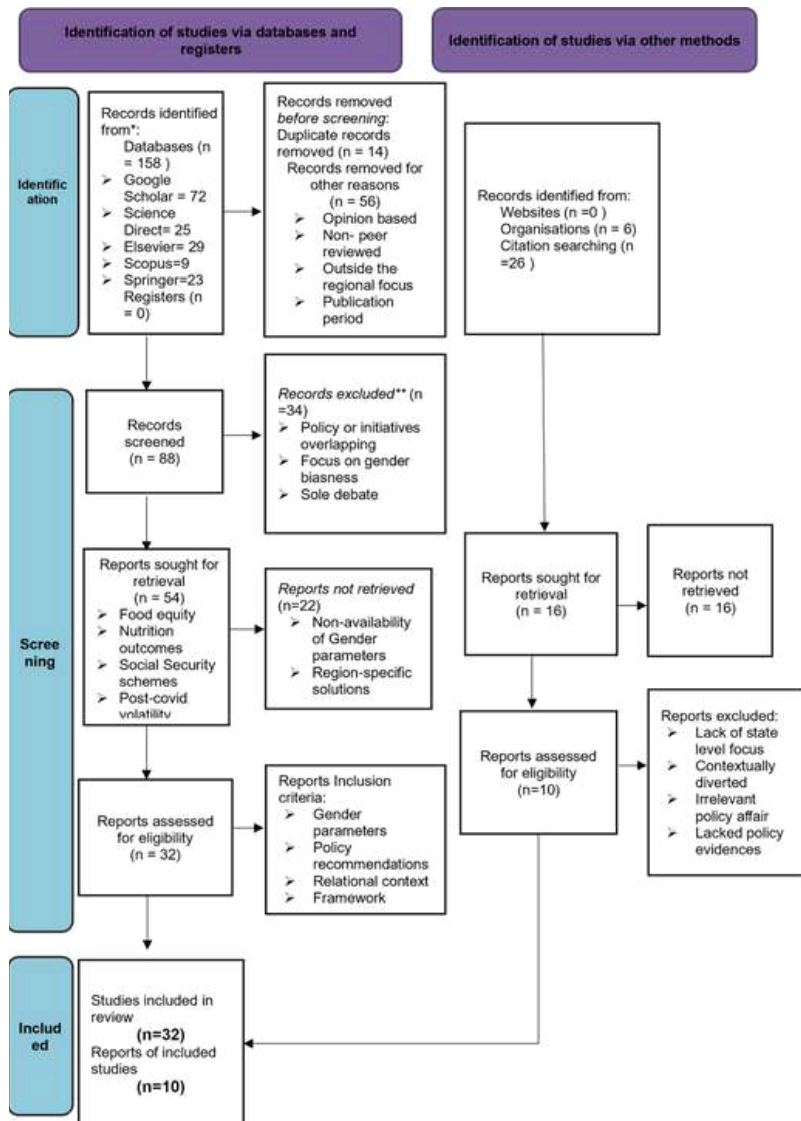 Identification of studies via databases and
registers
Identification of studies via other methods
Identific
ation
Records identified
from*:
Databases (n
= 158 )
➢ Google
Scholar = 72
➢ Science
Direct= 25
➢ Elsevier= 29
➢ Scopus=9
➢ Springer=23
Registers (n
= 0)
Records removed
before screening:
Duplicate records
removed (n = 14)
Records removed for
other reasons
(n = 56)
➢ Opinion based
➢ Non- peer
reviewed
➢ Outside the
regional focus
➢ Publication
period
Records identified from:
Websites (n =0 )
Organisations (n = 6)
Citation searching (n
=26 )
Scree
ning
Records
screened
(n = 88)
Records excluded** (n
=34)
➢ Policy or initiatives
overlapping
➢ Focus on gender
biasness
➢ Sole debate
Reports sought for
retrieval
(n = 54)
➢ Food equity
➢ Nutrition
outcomes
➢ Social Security
schemes
➢ Post-covid
volatility
Reports not retrieved
(n=22)
➢ Non-availability
of Gender
parameters
➢ Region-specific
solutions
Reports sought for
retrieval
(n = 16)
Reports not
retrieved
(n = 16)
Reports assessed
for eligibility
(n = 32)
Reports Inclusion
criteria:
➢ Gender
parameters
➢ Policy
recommendations
➢ Relational context
➢ Framework
Reports assessed
for eligibility
(n=10)
Reports excluded:
➢ Lack of state
level focus
➢ Contextually
diverted
➢ Irrelevant
policy affair
➢ Lacked policy
evidences
Includ
ed
Studies included in
review
(n=32)
Reports of included
studies
(n=10)